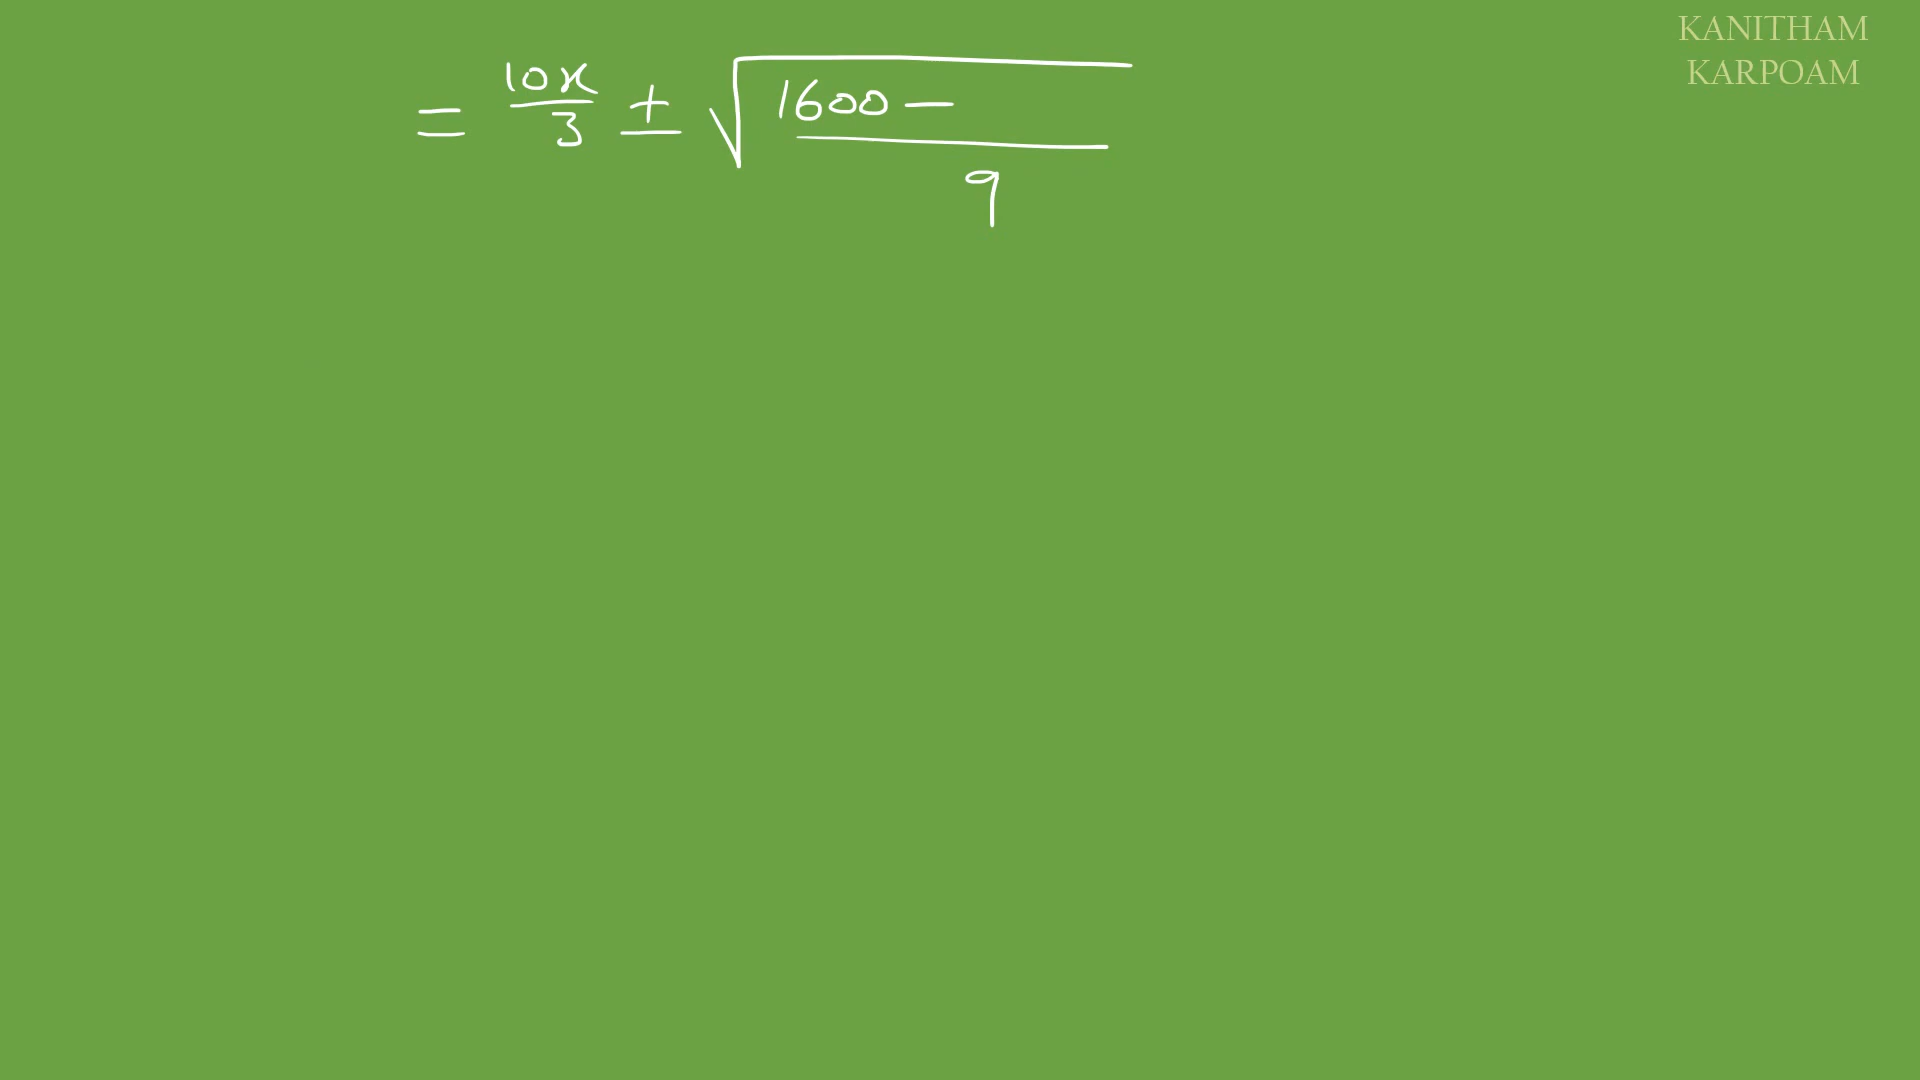 KANITHAM
KARPOAM
= 10x/3 ± √(1600 − /9)